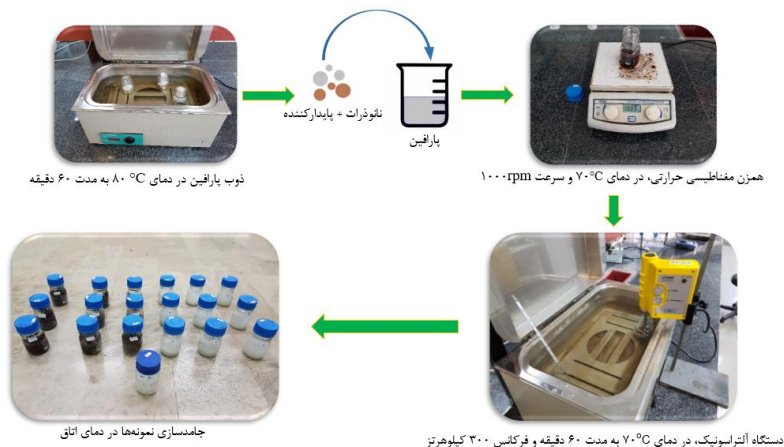 نانوذرات + پایدارکننده
پارافین
ذوب پارافین در دمای ۸۰ °C به مدت ۶۰ دقیقه
همزن مغناطیسی حرارتی، در دمای ۷۰°C و سرعت ۱۰۰۰rpm
جامدسازی نمونه‌ها در دمای اتاق
دستگاه آلتراسونیک، در دمای ۷۰°C به مدت ۶۰ دقیقه و فرکانس ۳۰۰ کیلوهرتز